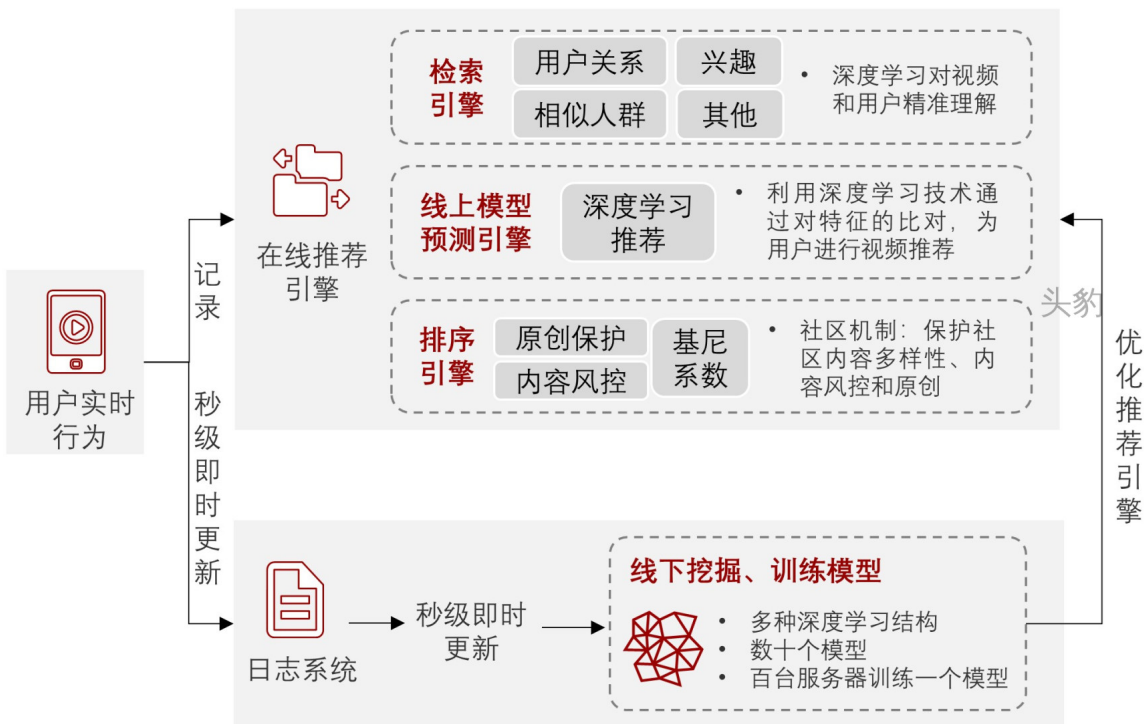 检索
引擎
用户关系
兴趣
相似人群
其他
• 深度学习对视频
和用户精准理解
在线推荐
引擎
线上模型
预测引擎
深度学习
推荐
• 利用深度学习技术通
过对特征的比对，为
用户进行视频推荐
排序
引擎
原创保护
内容风控
基尼
系数
• 社区机制：保护社
区内容多样性、内
容风控和原创
头豹
用户实时
行为
记录
秒级即时更新
优化推荐引擎
日志系统
秒级即时
更新
线下挖掘、训练模型
• 多种深度学习结构
• 数十个模型
• 百台服务器训练一个模型